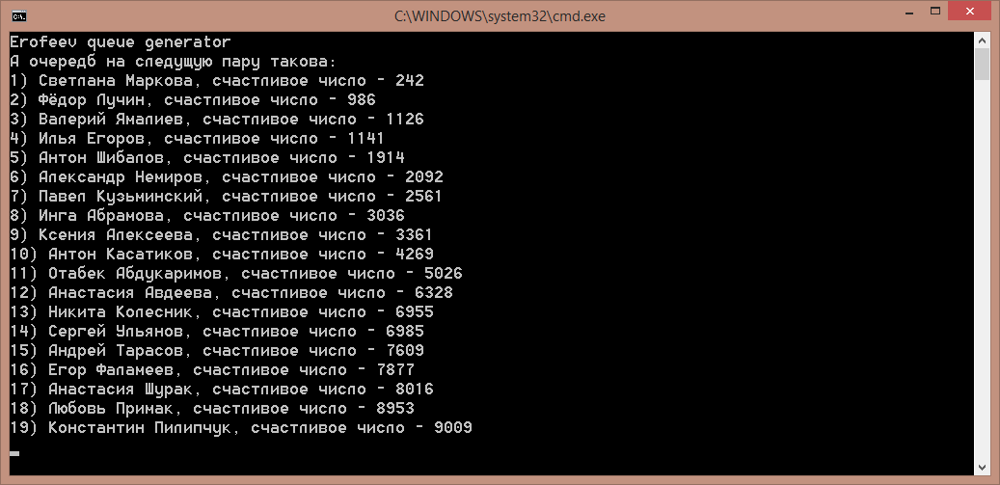 C:\WINDOWS\system32\cmd.exe
Erofeev queue generator
А очередб на следущую пару такова:
1) Светлана Маркова, счастливое число - 242
2) Фёдор Лучин, счастливое число - 986
3) Валерий Ямалиев, счастливое число - 1126
4) Илья Егоров, счастливое число - 1141
5) Антон Шибалов, счастливое число - 1914
6) Александр Немиров, счастливое число - 2092
7) Павел Кузьминский, счастливое число - 2561
8) Инга Абрамова, счастливое число - 3036
9) Ксения Алексеева, счастливое число - 3361
10) Антон Касатиков, счастливое число - 4269
11) Отабек Абдукаримов, счастливое число - 5026
12) Анастасия Авдеева, счастливое число - 6328
13) Никита Колесник, счастливое число - 6955
14) Сергей Ульянов, счастливое число - 6985
15) Андрей Тарасов, счастливое число - 7609
16) Егор Фаламеев, счастливое число - 7877
17) Анастасия Шурак, счастливое число - 8016
18) Любовь Примак, счастливое число - 8953
19) Константин Пилипчук, счастливое число - 9009